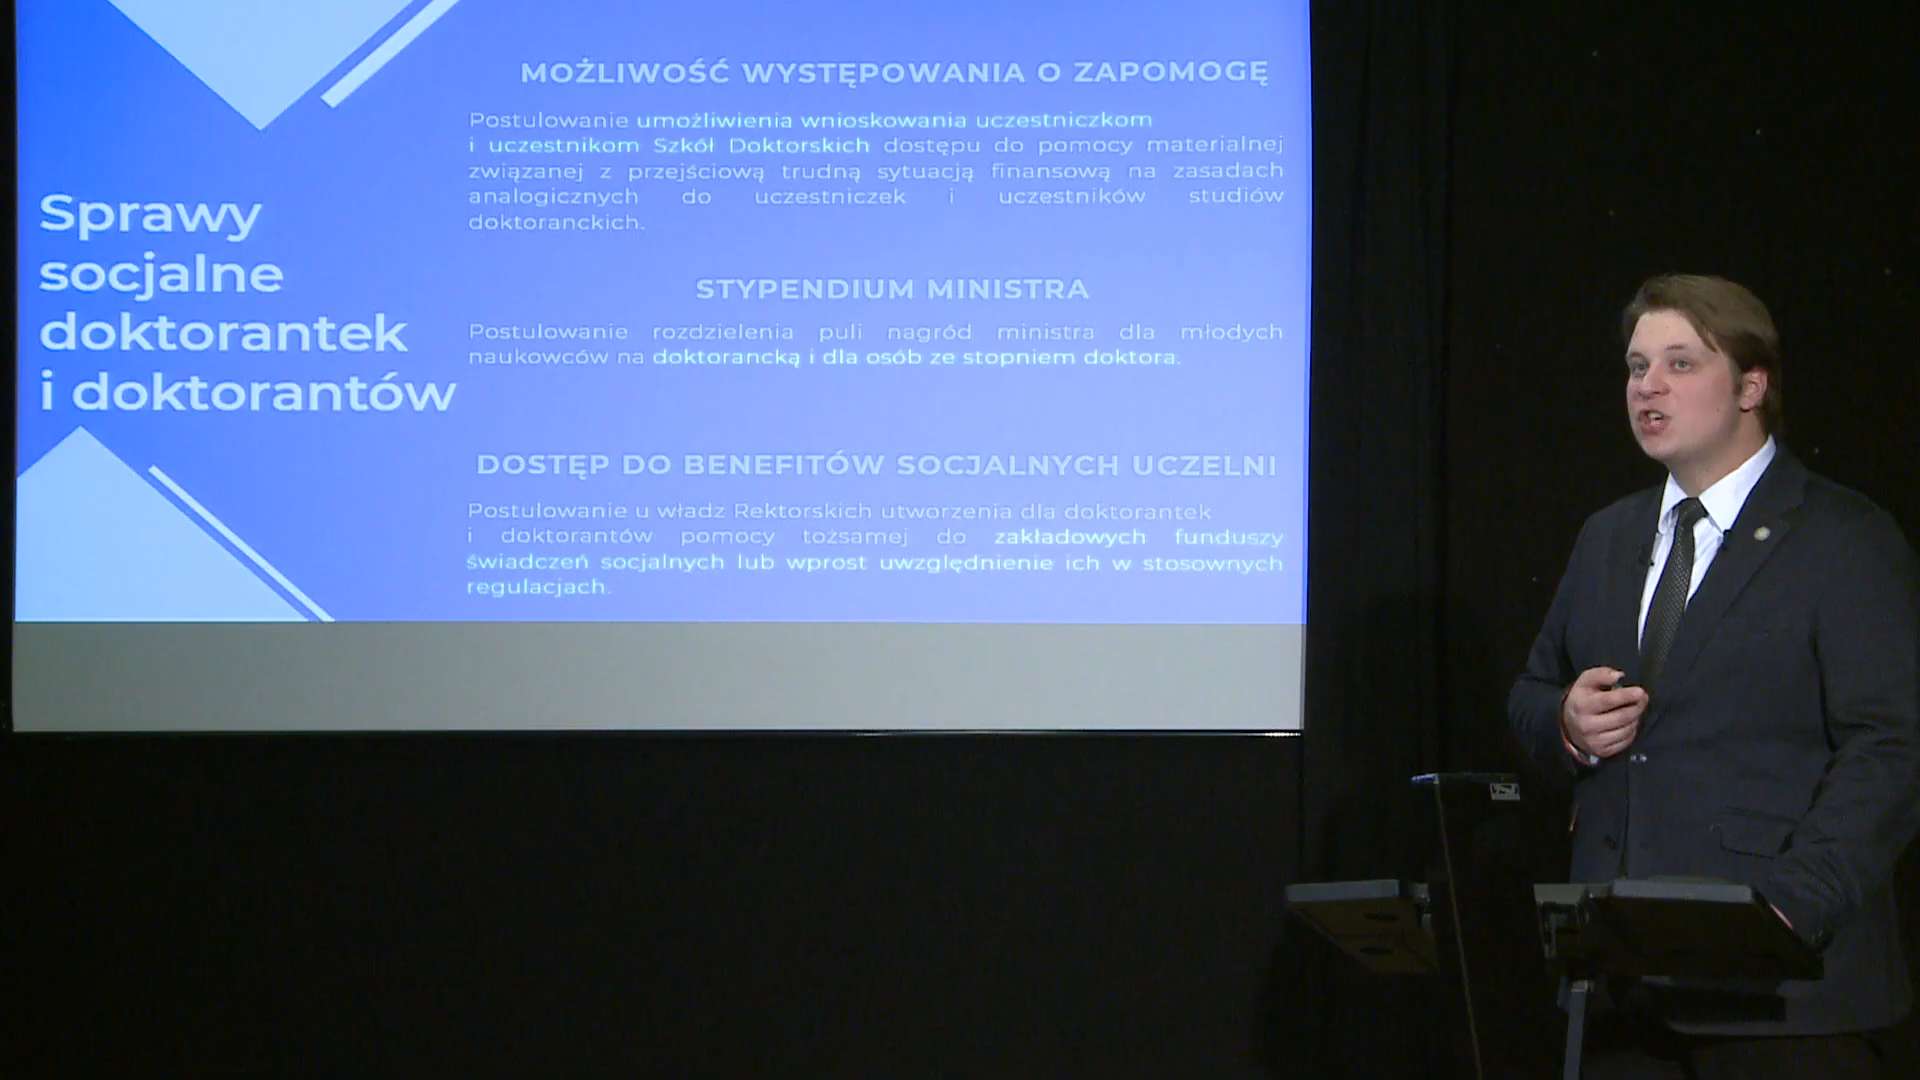 Sprawy
socjalne
doktorantek
i doktorantów
MOŻLIWOŚĆ WYSTĘPOWANIA O ZAPOMOGĘ
Postulowanie umożliwienia wnioskowania uczestniczkom
i uczestnikom Szkół Doktorskich dostępu do pomocy materialnej
związanej z przejściową trudną sytuacją finansową na zasadach
analogicznych do uczestniczek i uczestników studiów
doktoranckich.
STYPENDIUM MINISTRA
Postulowanie rozdzielenia puli nagród ministra dla młodych
naukowców na doktorancką i dla osób ze stopniem doktora.
DOSTĘP DO BENEFITÓW SOCJALNYCH UCZELNI
Postulowanie u władz Rektorskich utworzenia dla doktorantek
i doktorantów pomocy tożsamej do zakładowych funduszy
świadczeń socjalnych lub wprost uwzględnienie ich w stosownych
regulacjach.